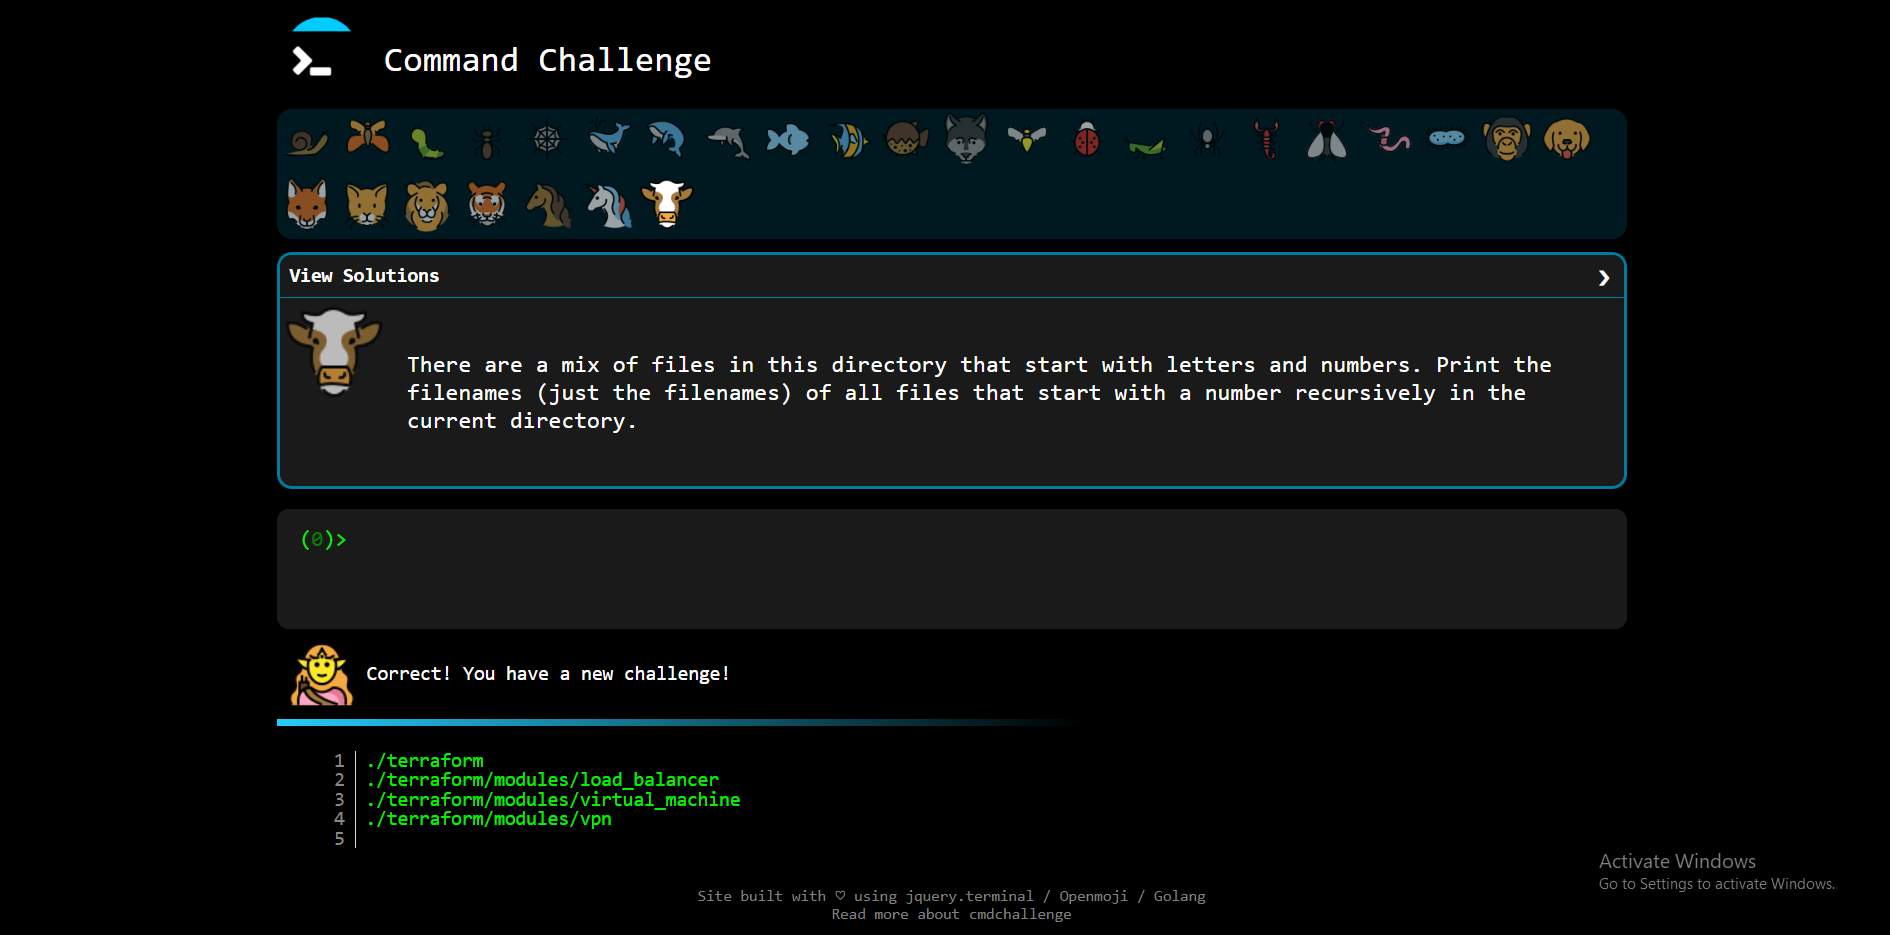 Command Challenge
View Solutions
There are a mix of files in this directory that start with letters and numbers. Print the
filenames (just the filenames) of all files that start with a number recursively in the
current directory.
(0)>
Correct! You have a new challenge!
1 ./terraform
2 ./terraform/modules/load_balancer
3 ./terraform/modules/virtual_machine
4 ./terraform/modules/vpn
5
Activate Windows
Go to Settings to activate Windows.
Site built with ♡ using jquery.terminal / Openmoji / Golang
Read more about cmdchallenge